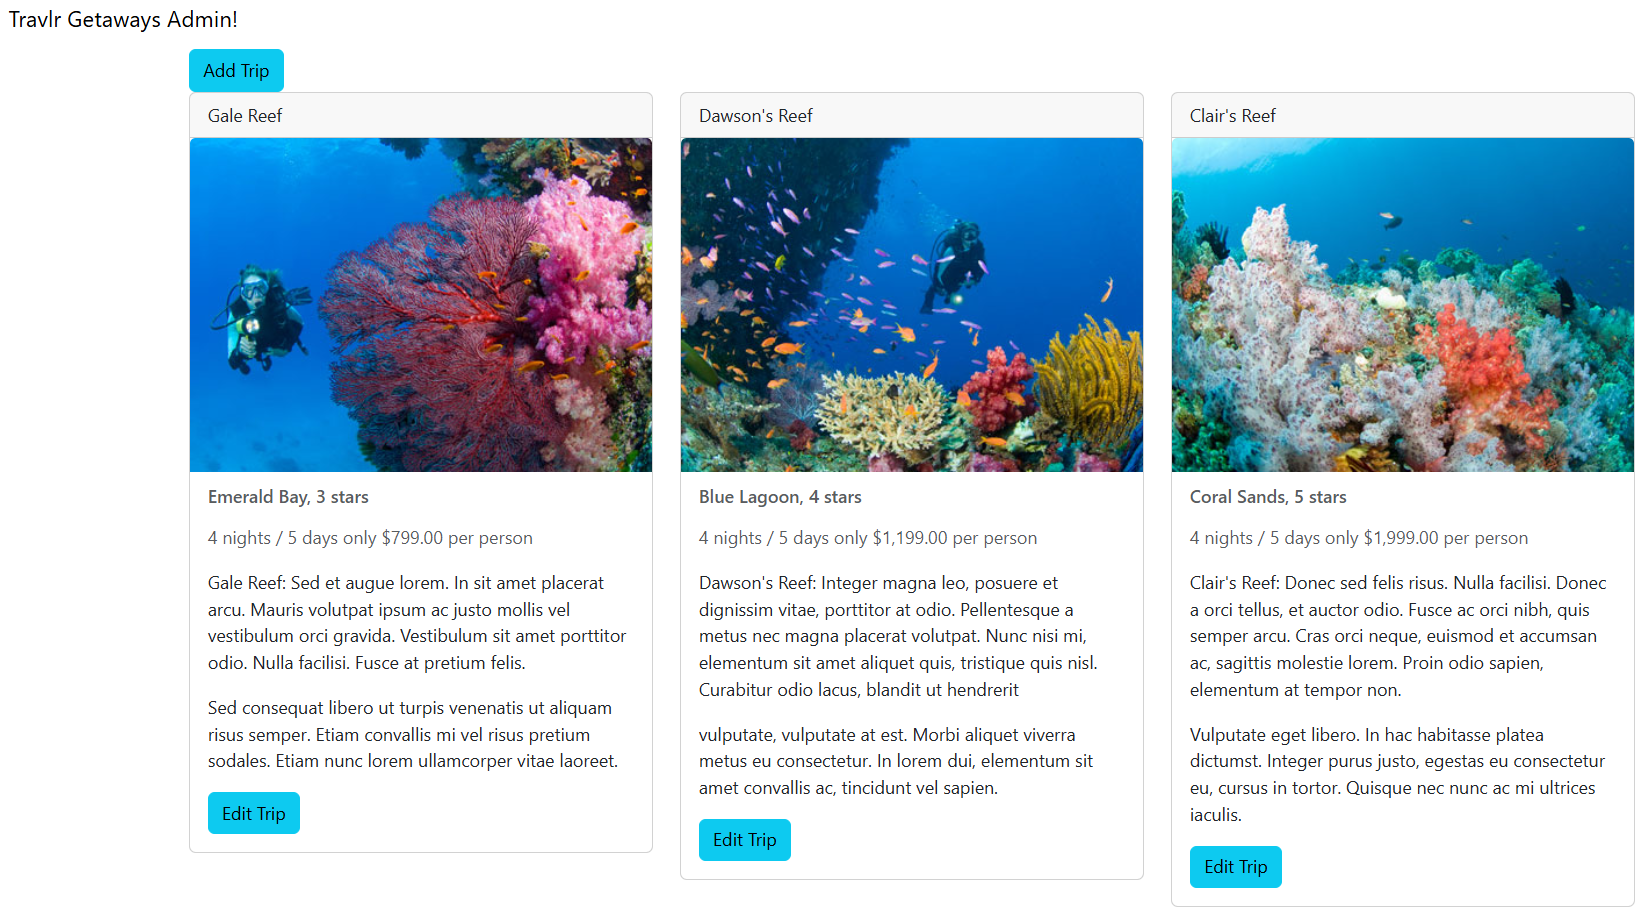 Travlr Getaways Admin!
Add Trip
Gale Reef
Emerald Bay, 3 stars
4 nights / 5 days only $799.00 per person
Gale Reef: Sed et augue lorem. In sit amet placerat
arcu. Mauris volutpat ipsum ac justo mollis vel
vestibulum orci gravida. Vestibulum sit amet porttitor
odio. Nulla facilisi. Fusce at pretium felis.
Sed consequat libero ut turpis venenatis ut aliquam
risus semper. Etiam convallis mi vel risus pretium
sodales. Etiam nunc lorem ullamcorper vitae laoreet.
Edit Trip
Dawson's Reef
Blue Lagoon, 4 stars
4 nights / 5 days only $1,199.00 per person
Dawson's Reef: Integer magna leo, posuere et
dignissim vitae, porttitor at odio. Pellentesque a
metus nec magna placerat volutpat. Nunc nisi mi,
elementum sit amet aliquet quis, tristique quis nisl.
Curabitur odio lacus, blandit ut hendrerit
vulputate, vulputate at est. Morbi aliquet viverra
metus eu consectetur. In lorem dui, elementum sit
amet convallis ac, tincidunt vel sapien.
Edit Trip
Clair's Reef
Coral Sands, 5 stars
4 nights / 5 days only $1,999.00 per person
Clair's Reef: Donec sed felis risus. Nulla facilisi. Donec
a orci tellus, et auctor odio. Fusce ac orci nibh, quis
semper arcu. Cras orci neque, euismod et accumsan
ac, sagittis molestie lorem. Proin odio sapien,
elementum at tempor non.
Vulputate eget libero. In hac habitasse platea
dictumst. Integer purus justo, egestas eu consectetur
eu, cursus in tortor. Quisque nec nunc ac mi ultrices
iaculis.
Edit Trip